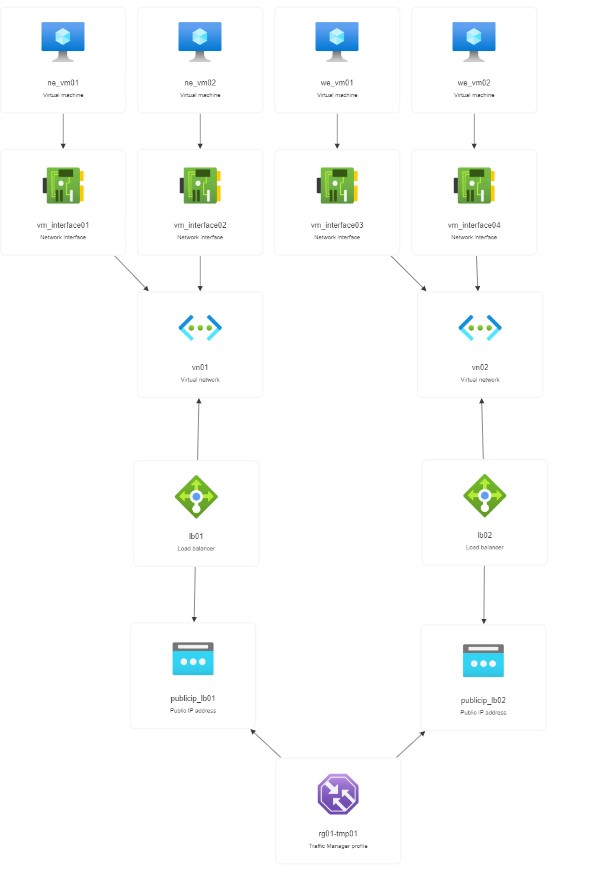 ne_vm01
Virtual machine
ne_vm02
Virtual machine
we_vm01
Virtual machine
we_vm02
Virtual machine
vm_interface01
Network Interface
vm_interface02
Network Interface
vm_interface03
Network Interface
vm_interface04
Network Interface
vn01
Virtual network
vn02
Virtual network
lb01
Load balancer
lb02
Load balancer
publicip_lb01
Public IP address
publicip_lb02
Public IP address
rg01-tmp01
Traffic Manager profile